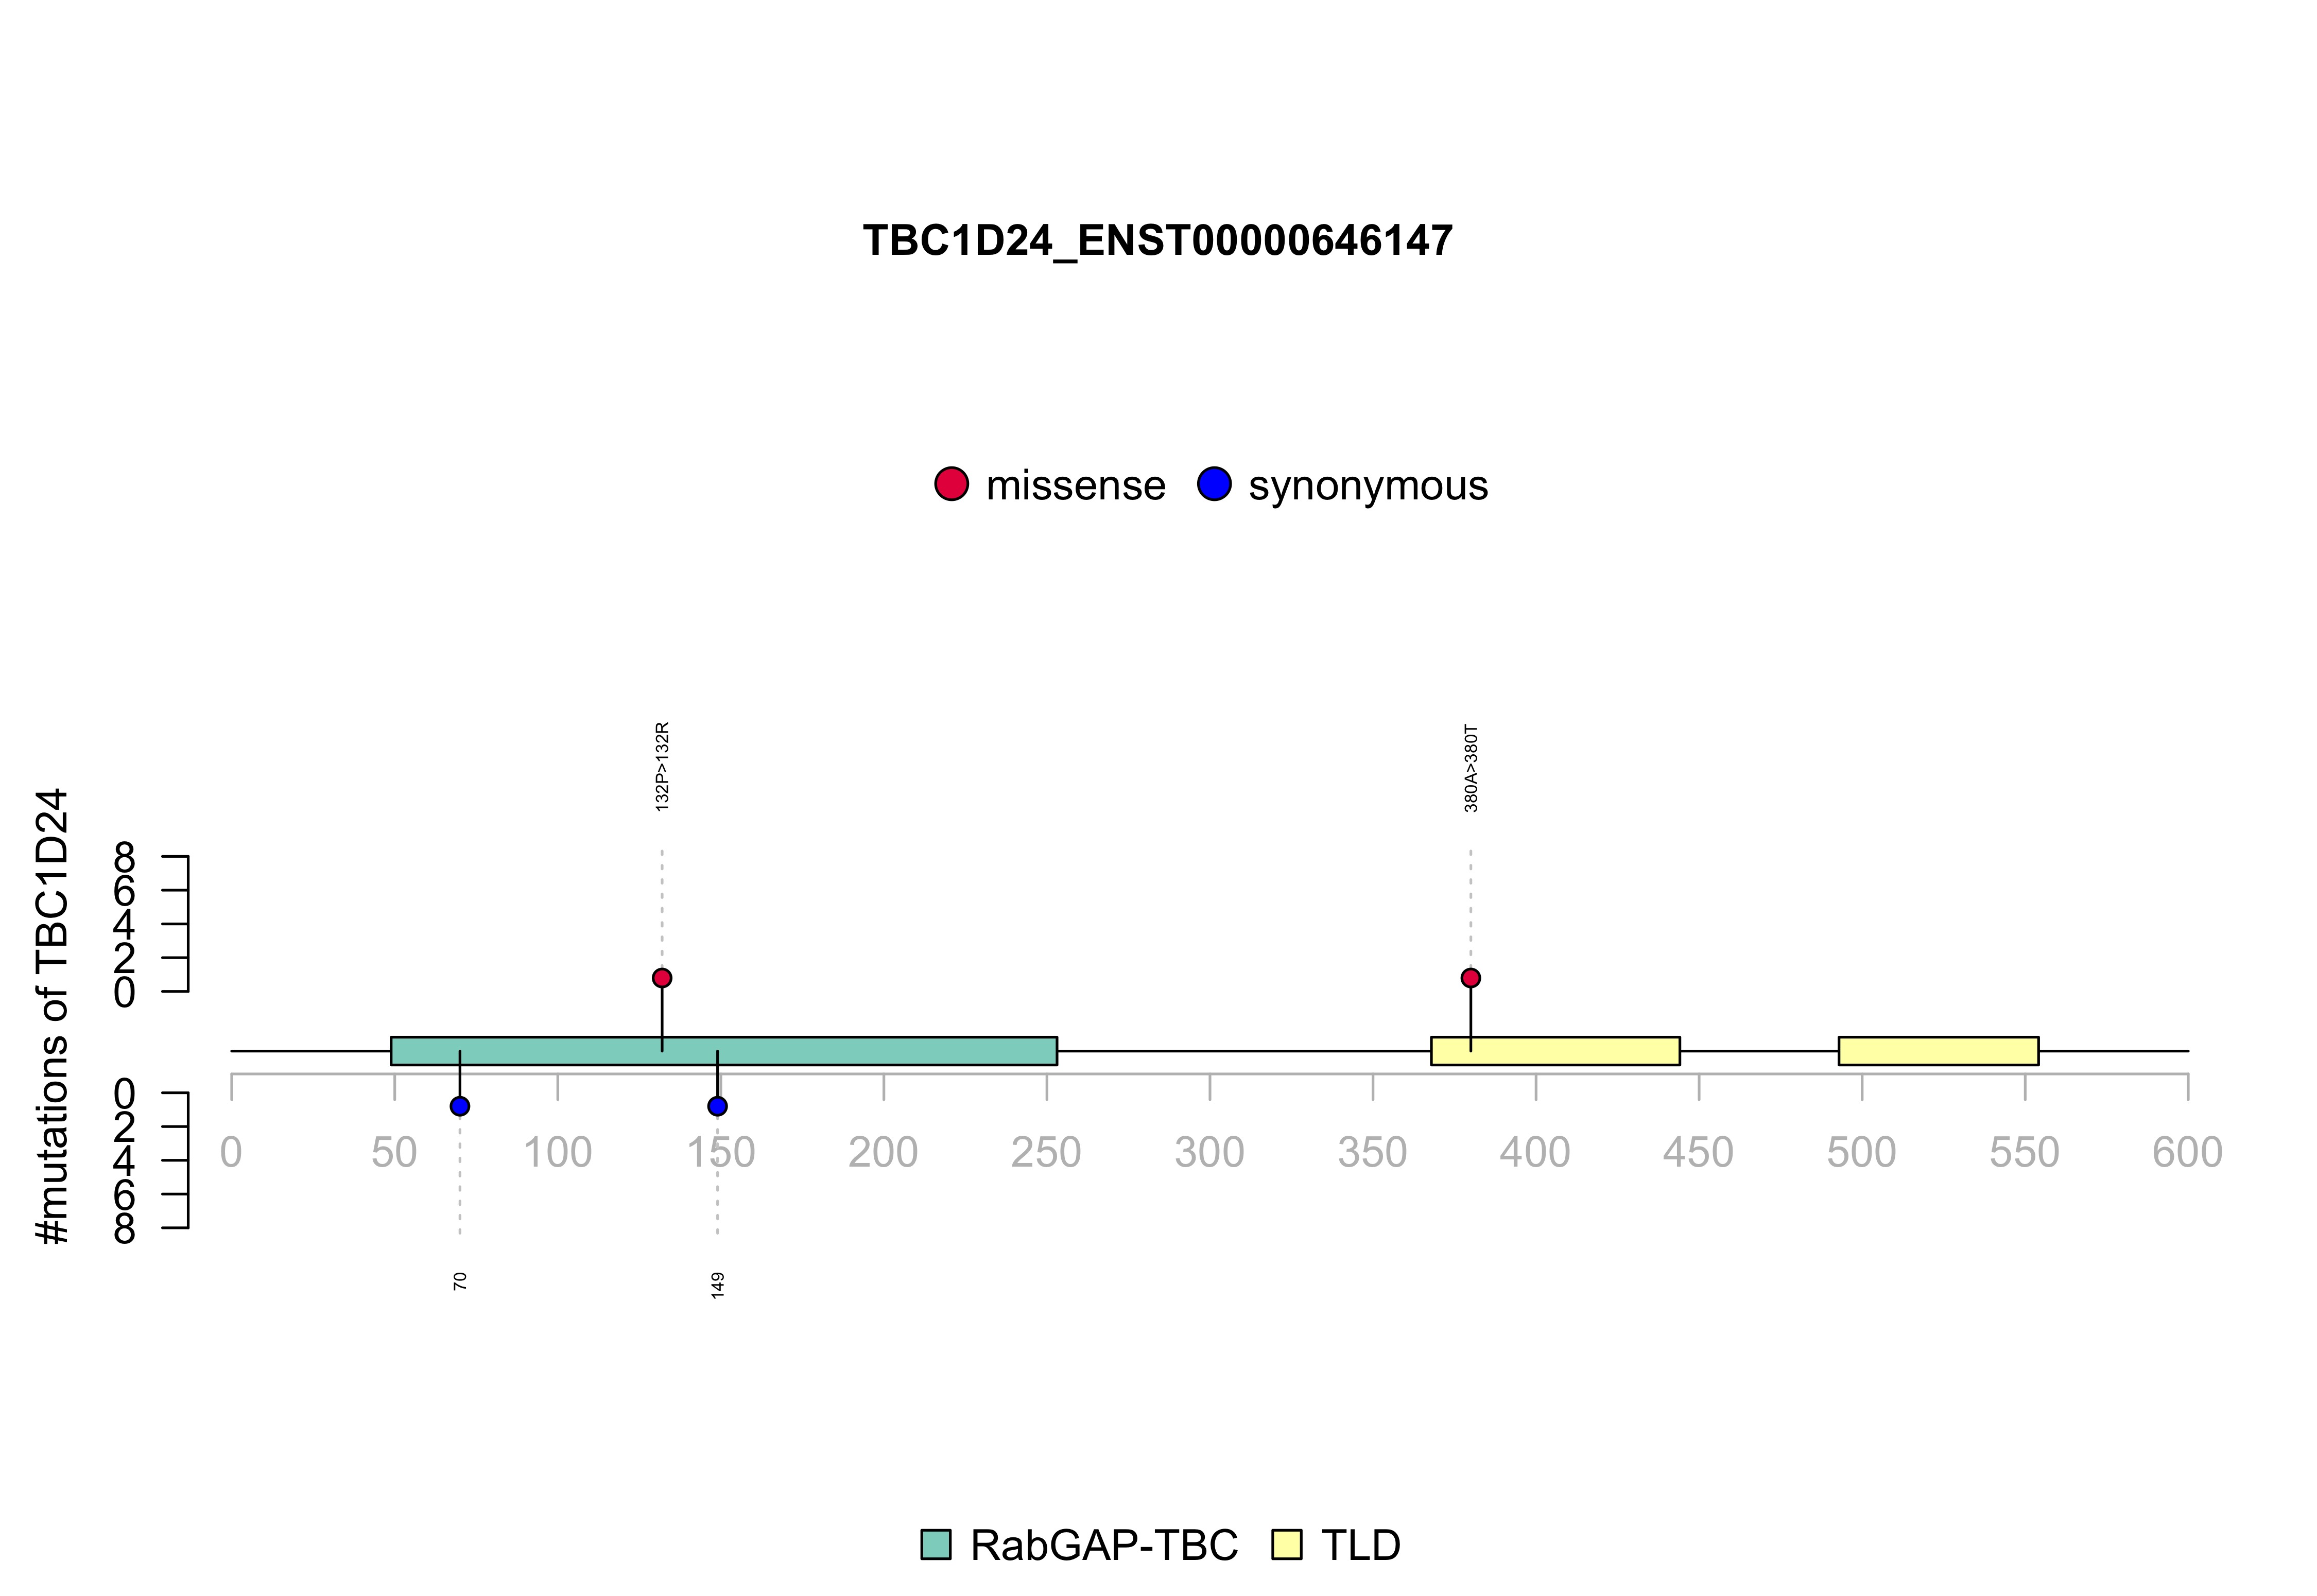 TBC1D24_ENST00000646147
missense synonymous
132P>132R 380A>380T
#mutations of TBC1D24
8
6
4
2
0
0
2
4
6
8
0 50 100 150 200 250 300 350 400 450 500 550 600
70 149
RabGAP-TBC TLD